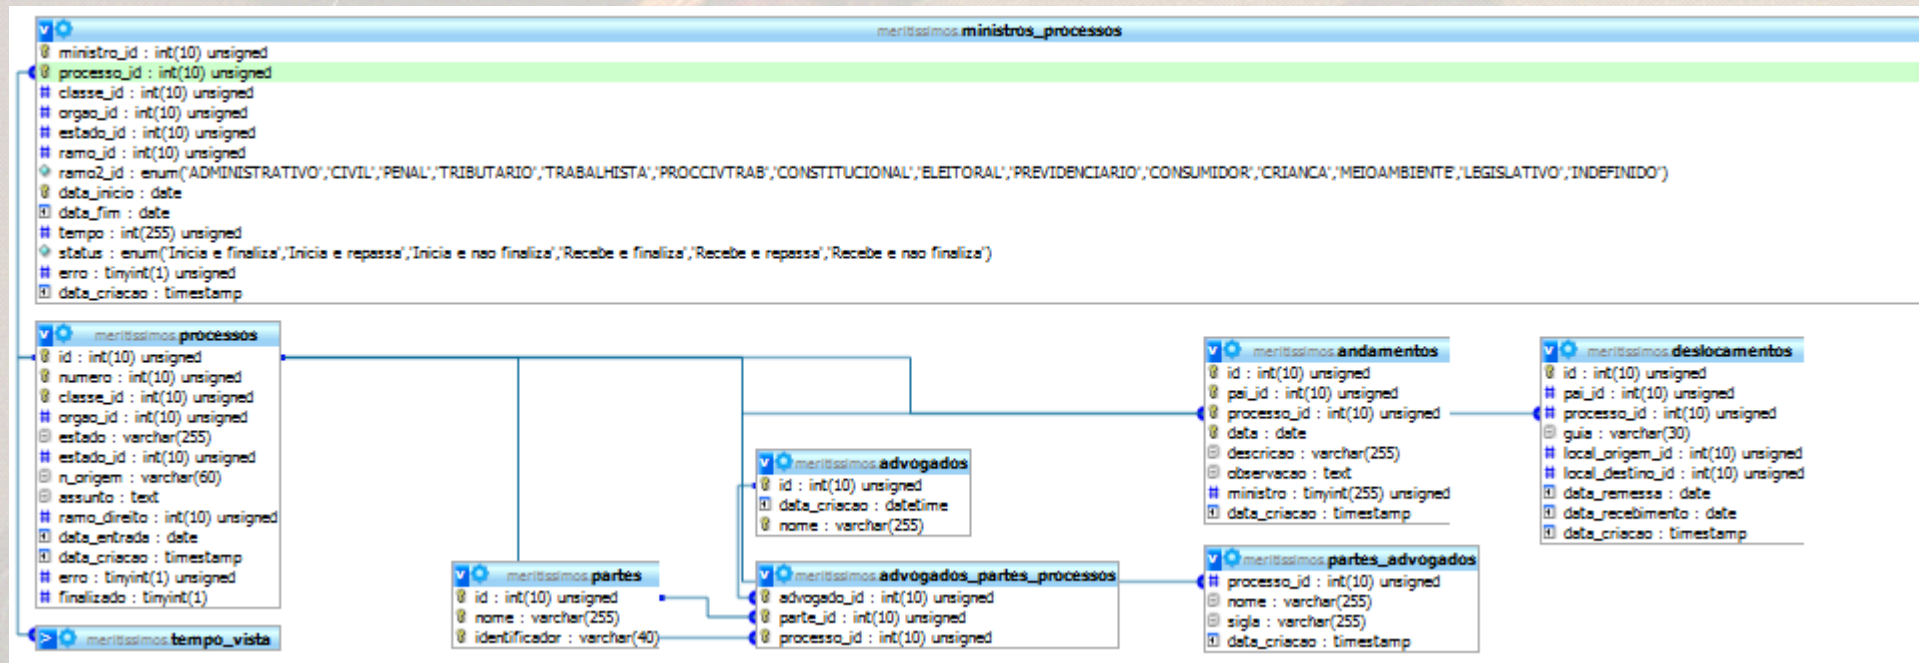 meritissimos.ministros_processos
ministro_id : int(10) unsigned
processo_id : int(10) unsigned
# classe_id : int(10) unsigned
# orgao_id : int(10) unsigned
# estado_id : int(10) unsigned
# ramo_id : int(10) unsigned
ramo2_id : enum('ADMINISTRATIVO','CIVIL','PENAL','TRIBUTARIO','TRABALHISTA','PROCCIVTRAB','CONSTITUCIONAL','ELEITORAL','PREVIDENCIARIO','CONSUMIDOR','CRIANCA','MEIOAMBIENTE','LEGISLATIVO','INDEFINIDO')
data_inicio : date
data_fim : date
# tempo : int(255) unsigned
status : enum('Inicia e finaliza','Inicia e repassa','Inicia e nao finaliza','Recebe e finaliza','Recebe e repassa','Recebe e nao finaliza')
# erro : tinyint(1) unsigned
data_criacao : timestamp
meritissimos.processos
id : int(10) unsigned
numero : int(10) unsigned
classe_id : int(10) unsigned
# orgao_id : int(10) unsigned
estado : varchar(255)
# estado_id : int(10) unsigned
n_origem : varchar(60)
assunto : text
# ramo_direito : int(10) unsigned
data_entrada : date
data_criacao : timestamp
# erro : tinyint(1) unsigned
# finalizado : tinyint(1)
meritissimos.tempo_vista
meritissimos.partes
id : int(10) unsigned
nome : varchar(255)
identificador : varchar(40)
meritissimos.advogados
id : int(10) unsigned
data_criacao : datetime
nome : varchar(255)
meritissimos.advogados_partes_processos
advogado_id : int(10) unsigned
parte_id : int(10) unsigned
processo_id : int(10) unsigned
meritissimos.andamentos
id : int(10) unsigned
pai_id : int(10) unsigned
processo_id : int(10) unsigned
data : date
descricao : varchar(255)
observacao : text
# ministro : tinyint(255) unsigned
data_criacao : timestamp
meritissimos.deslocamentos
id : int(10) unsigned
# pai_id : int(10) unsigned
# processo_id : int(10) unsigned
guia : varchar(30)
# local_origem_id : int(10) unsigned
# local_destino_id : int(10) unsigned
data_remessa : date
data_recebimento : date
data_criacao : timestamp
meritissimos.partes_advogados
# processo_id : int(10) unsigned
nome : varchar(255)
sigla : varchar(255)
data_criacao : timestamp